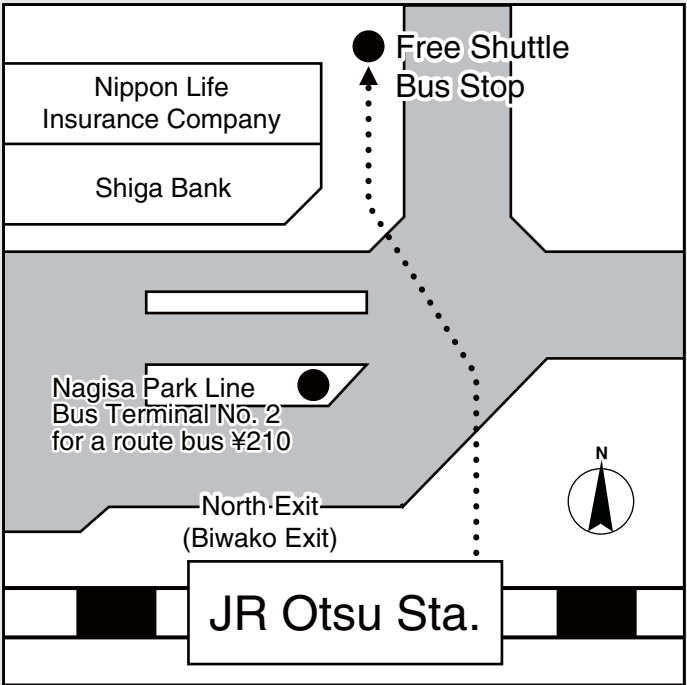 Free Shuttle
Bus Stop
Nippon Life
Insurance Company
Shiga Bank
Nagisa Park Line
Bus Terminal No. 2
for a route bus ¥210
N
North Exit
(Biwako Exit)
JR Otsu Sta.